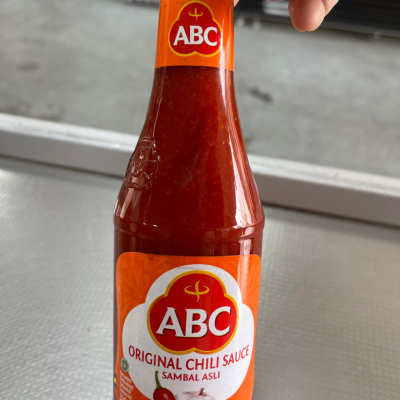 ABC
ABC
ORIGINAL CHILI SAUCE
SAMBAL ASLI